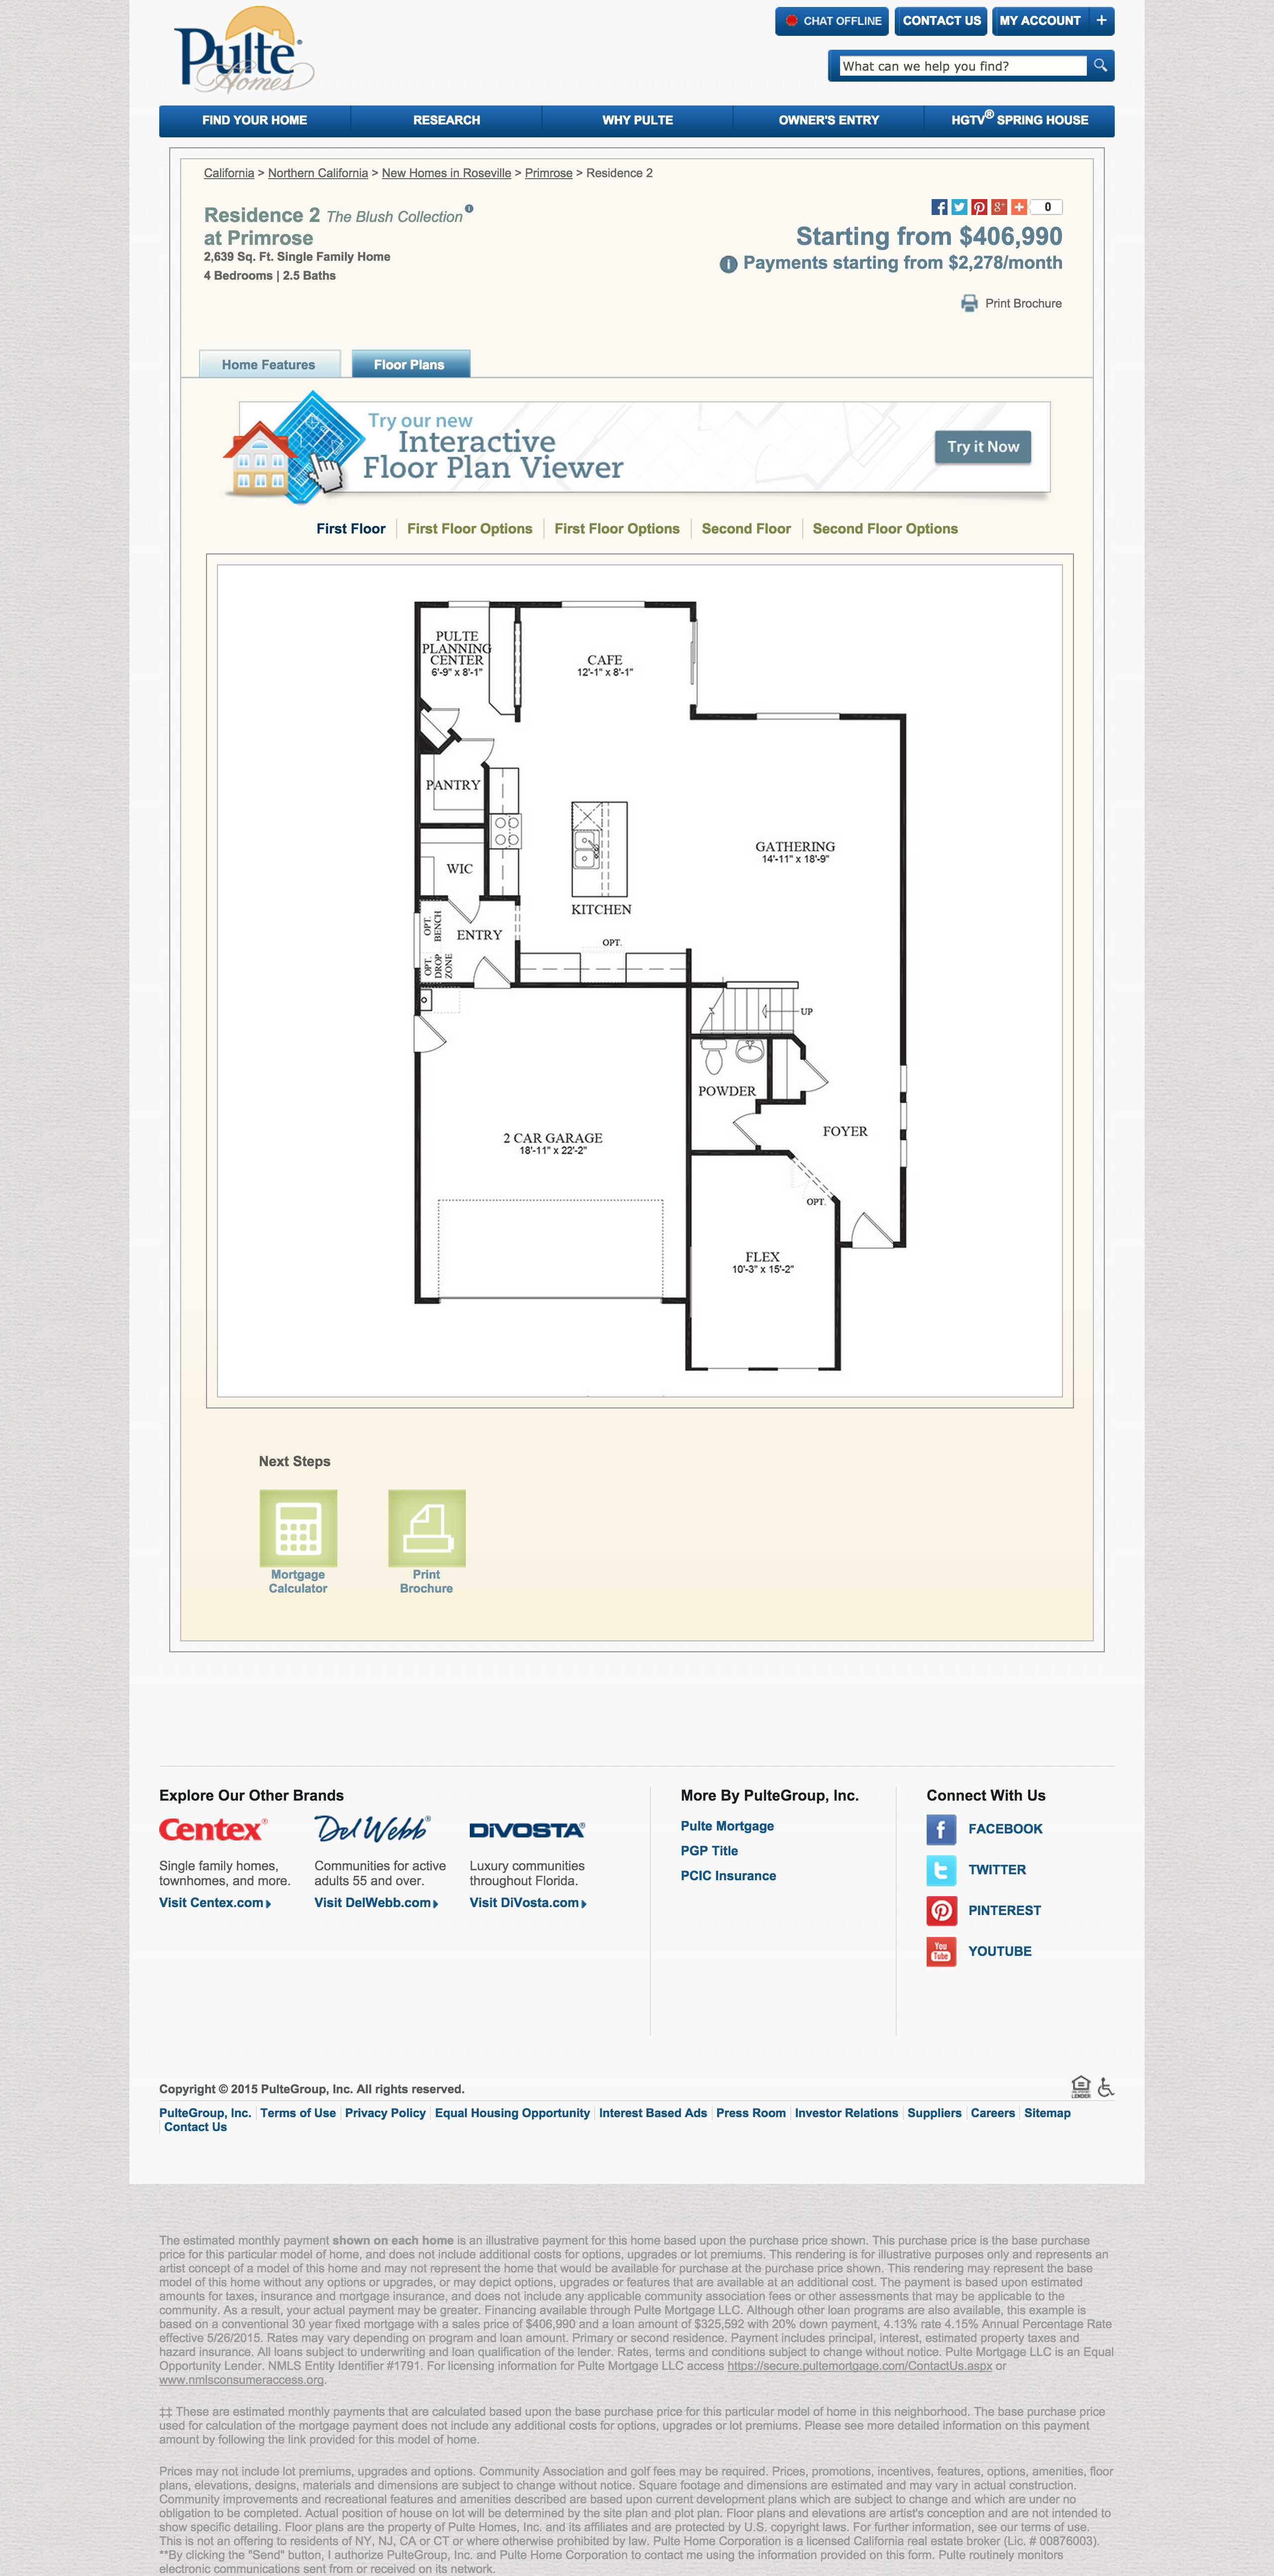 Pulte
Homes
CHAT OFFLINE
CONTACT US
MY ACCOUNT +
What can we help you find?
FIND YOUR HOME
RESEARCH
WHY PULTE
OWNER'S ENTRY
HGTV® SPRING HOUSE
California > Northern California > New Homes in Roseville > Primrose > Residence 2
Residence 2 The Blush Collection
at Primrose
2,639 Sq. Ft. Single Family Home
4 Bedrooms | 2.5 Baths
0
Starting from $406,990
Payments starting from $2,278/month
Print Brochure
Home Features
Floor Plans
Try our new
Interactive
Floor Plan Viewer
Try it Now
First Floor
First Floor Options
First Floor Options
Second Floor
Second Floor Options
PULTE
PLANNING
CENTER
6'-9" x 8'-1"
CAFE
12'-1" x 8'-1"
PANTRY
GATHERING
14'-11" x 18'-9"
WIC
KITCHEN
OPT.
BENCH
ENTRY
OPT.
OPT.
DROP
ZONE
UP
POWDER
FOYER
2 CAR GARAGE
18'-11" x 22'-2"
OPT.
FLEX
10'-3" x 15'-2"
Next Steps
Mortgage
Calculator
Print
Brochure
Explore Our Other Brands
Centex®
Single family homes,
townhomes, and more.
Visit Centex.com
Del Webb®
Communities for active
adults 55 and over.
Visit DelWebb.com
DIVOSTA®
Luxury communities
throughout Florida.
Visit DiVosta.com
More By PulteGroup, Inc.
Pulte Mortgage
PGP Title
PCIC Insurance
Connect With Us
FACEBOOK
TWITTER
PINTEREST
You
Tube
YOUTUBE
Copyright © 2015 PulteGroup, Inc. All rights reserved.
LENDER
PulteGroup, Inc. | Terms of Use | Privacy Policy | Equal Housing Opportunity | Interest Based Ads | Press Room | Investor Relations | Suppliers | Careers | Sitemap
| Contact Us
The estimated monthly payment shown on each home is an illustrative payment for this home based upon the purchase price shown. This purchase price is the base purchase
price for this particular model of home, and does not include additional costs for options, upgrades or lot premiums. This rendering is for illustrative purposes only and represents an
artist concept of a model of this home and may not represent the home that would be available for purchase at the purchase price shown. This rendering may represent the base
model of this home without any options or upgrades, or may depict options, upgrades or features that are available at an additional cost. The payment is based upon estimated
amounts for taxes, insurance and mortgage insurance, and does not include any applicable community association fees or other assessments that may be applicable to the
community. As a result, your actual payment may be greater. Financing available through Pulte Mortgage LLC. Although other loan programs are also available, this example is
based on a conventional 30 year fixed mortgage with a sales price of $406,990 and a loan amount of $325,592 with 20% down payment, 4.13% rate 4.15% Annual Percentage Rate
effective 5/26/2015. Rates may vary depending on program and loan amount. Primary or second residence. Payment includes principal, interest, estimated property taxes and
hazard insurance. All loans subject to underwriting and loan qualification of the lender. Rates, terms and conditions subject to change without notice. Pulte Mortgage LLC is an Equal
Opportunity Lender. NMLS Entity Identifier #1791. For licensing information for Pulte Mortgage LLC access https://secure.pultemortgage.com/ContactUs.aspx or
www.nmlsconsumeraccess.org.
‡‡ These are estimated monthly payments that are calculated based upon the base purchase price for this particular model of home in this neighborhood. The base purchase price
used for calculation of the mortgage payment does not include any additional costs for options, upgrades or lot premiums. Please see more detailed information on this payment
amount by following the link provided for this model of home.
Prices may not include lot premiums, upgrades and options. Community Association and golf fees may be required. Prices, promotions, incentives, features, options, amenities, floor
plans, elevations, designs, materials and dimensions are subject to change without notice. Square footage and dimensions are estimated and may vary in actual construction.
Community improvements and recreational features and amenities described are based upon current development plans which are subject to change and which are under no
obligation to be completed. Actual position of house on lot will be determined by the site plan and plot plan. Floor plans and elevations are artist's conception and are not intended to
show specific detailing. Floor plans are the property of Pulte Homes, Inc. and its affiliates and are protected by U.S. copyright laws. For further information, see our terms of use.
This is not an offering to residents of NY, NJ, CA or CT or where otherwise prohibited by law. Pulte Home Corporation is a licensed California real estate broker (Lic. # 00876003).
**By clicking the "Send" button, I authorize PulteGroup, Inc. and Pulte Home Corporation to contact me using the information provided on this form. Pulte routinely monitors
electronic communications sent from or received on its network.